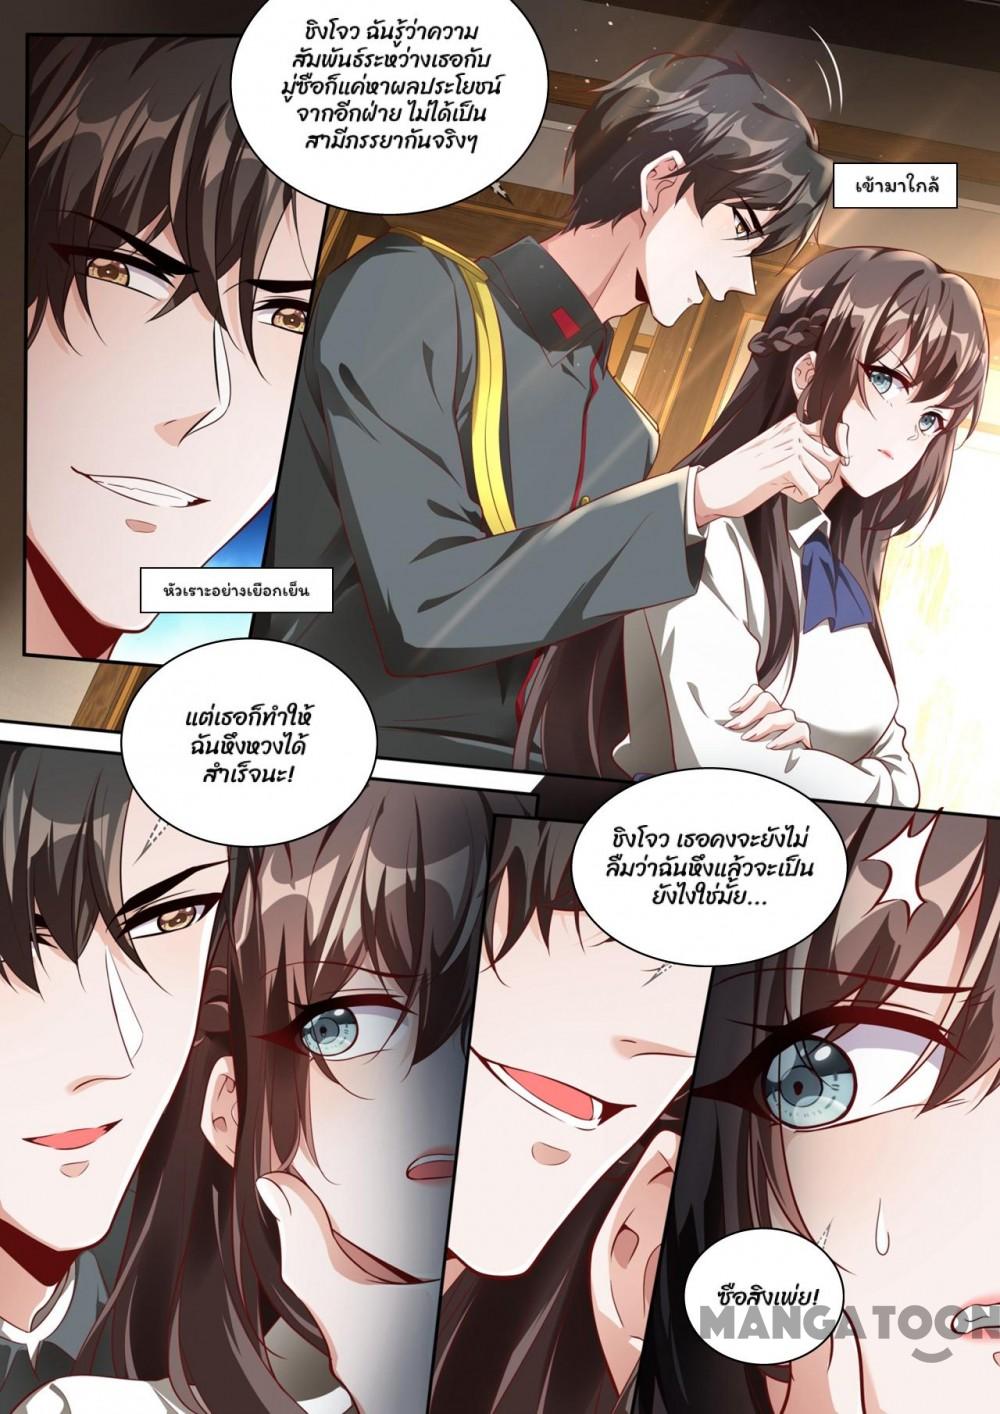 ชิงโจว ฉันรู้ว่าความ
สัมพันธ์ระหว่างเธอกับ
มู่ซือก็แค่หาผลประโยชน์
จากอีกฝ่าย ไม่ได้เป็น
สามีภรรยากันจริงๆ
เข้ามาใกล้
หัวเราะอย่างเยือกเย็น
แต่เธอก็ทำให้
ฉันหึงหวงได้
สำเร็จนะ!
ชิงโจว เธอคงจะยังไม่
ลืมว่าฉันหึงแล้วจะเป็น
ยังไงใช่มั้ย...
ซือสิงเพ่ย!
MANGATOON